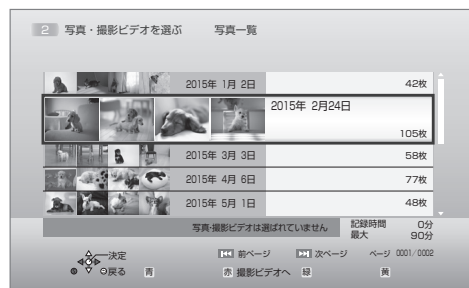 2 写真・撮影ビデオを選ぶ 写真一覧
2015年 1月 2日 42枚
2015年 2月24日
105枚
2015年 3月 3日 58枚
2015年 4月 6日 77枚
2015年 5月 1日 48枚
写真・撮影ビデオは選ばれていません 記録時間 0分
最大 90分
決定 前ページ 次ページ ページ 0001/0002
戻る 青 赤 撮影ビデオへ 緑 黄